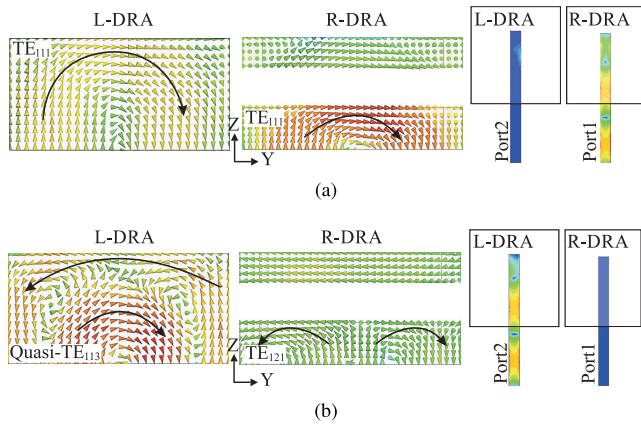 L-DRA R-DRA L-DRA R-DRA
TE111
TE111
Z
Y
Port2 Port1
(a)
L-DRA R-DRA L-DRA R-DRA
Quasi-TE113
TE121
Z
Y
Port2 Port1
(b)